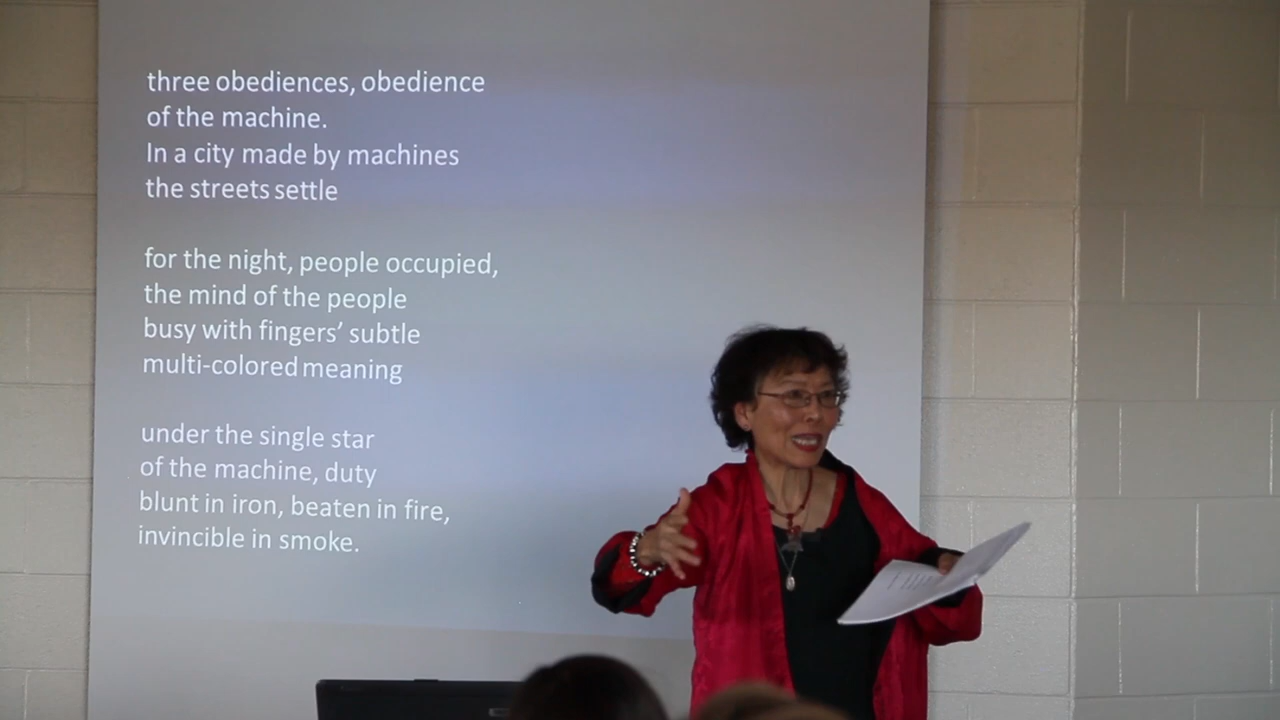 three obediences, obedience
of the machine.
In a city made by machines
the streets settle
for the night, people occupied,
the mind of the people
busy with fingers’ subtle
multi-colored meaning
under the single star
of the machine, duty
blunt in iron, beaten in fire,
invincible in smoke.